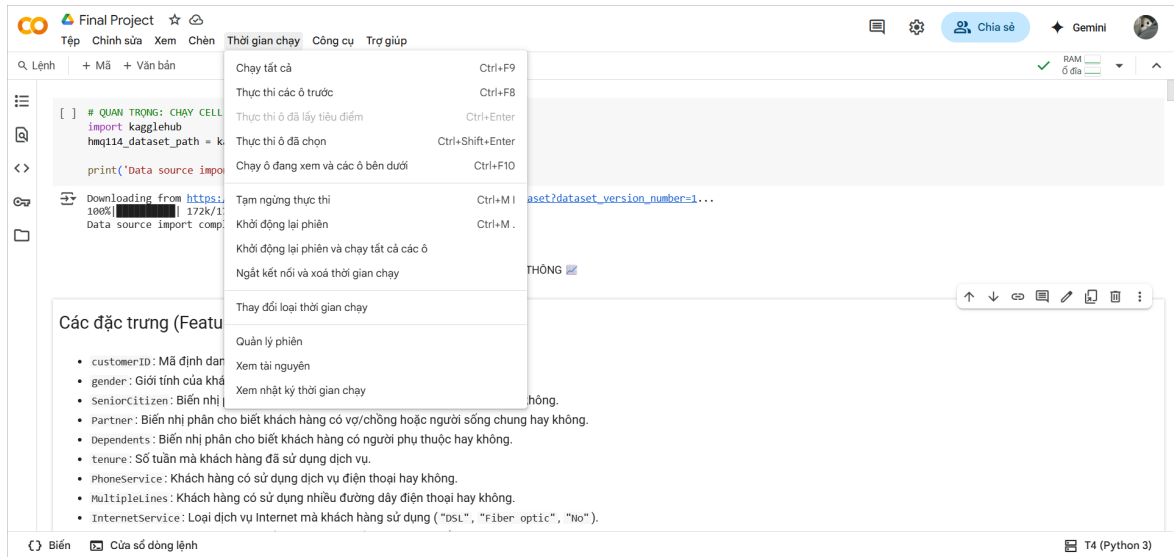 Final Project
Tệp Chỉnh sửa Xem Chèn Thời gian chạy Công cụ Trợ giúp
Chia sẻ
Gemini
Lệnh + Mã + Văn bản
RAM
Ổ đĩa
Chạy tất cả Ctrl+F9
Thực thi các ô trước Ctrl+F8
Thực thi ô đã lấy tiêu điểm Ctrl+Enter
Thực thi ô đã chọn Ctrl+Shift+Enter
Chạy ô đang xem và các ô bên dưới Ctrl+F10
Tạm ngừng thực thi Ctrl+M I
Khởi động lại phiên Ctrl+M .
Khởi động lại phiên và chạy tất cả các ô
Ngắt kết nối và xoá thời gian chạy
Thay đổi loại thời gian chạy
Quản lý phiên
Xem tài nguyên
Xem nhật ký thời gian chạy
[ ] # QUAN TRỌNG: CHẠY CELL
import kagglehub
hmq114_dataset_path = k
print('Data source impo
Downloading from https: aset?dataset_version_number=1...
100%| | 172k/1
Data source import comp
THÔNG
Các đặc trưng (Featu
• customerID: Mã định da
• gender: Giới tính của khá
• SeniorCitizen: Biến nhị không.
• Partner: Biến nhị phân cho biết khách hàng có vợ/chồng hoặc người sống chung hay không.
• Dependents: Biến nhị phân cho biết khách hàng có người phụ thuộc hay không.
• tenure: Số tuần mà khách hàng đã sử dụng dịch vụ.
• PhoneService: Khách hàng có sử dụng dịch vụ điện thoại hay không.
• MultipleLines: Khách hàng có sử dụng nhiều đường dây điện thoại hay không.
• InternetService: Loại dịch vụ Internet mà khách hàng sử dụng ("DSL", "Fiber optic", "No").
{} Biến Cửa sổ dòng lệnh T4 (Python 3)